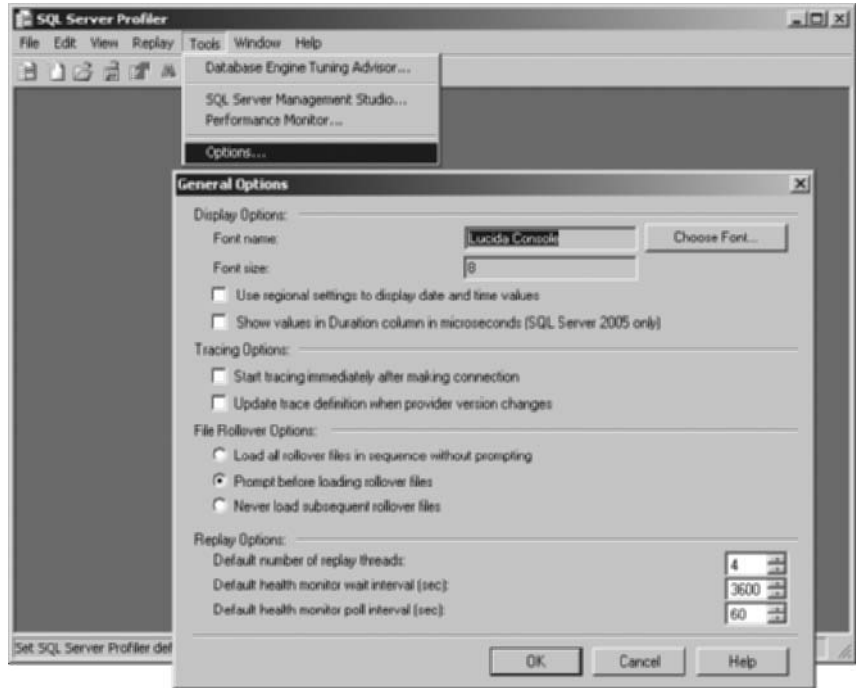 SQL Server Profiler
File Edit View Replay Tools Window Help
Database Engine Tuning Advisor...
SQL Server Management Studio...
Performance Monitor...
Options...
General Options
Display Options:
Font name: Lucida Console Choose Font...
Font size: 8
Use regional settings to display date and time values
Show values in Duration column in microseconds (SQL Server 2005 only)
Tracing Options:
Start tracing immediately after making connection
Update trace definition when provider version changes
File Rollover Options:
Load all rollover files in sequence without prompting
Prompt before loading rollover files
Never load subsequent rollover files
Replay Options:
Default number of replay threads: 4
Default health monitor wait interval (sec): 3600
Default health monitor poll interval (sec): 60
Set SQL Server Profiler def
OK Cancel Help